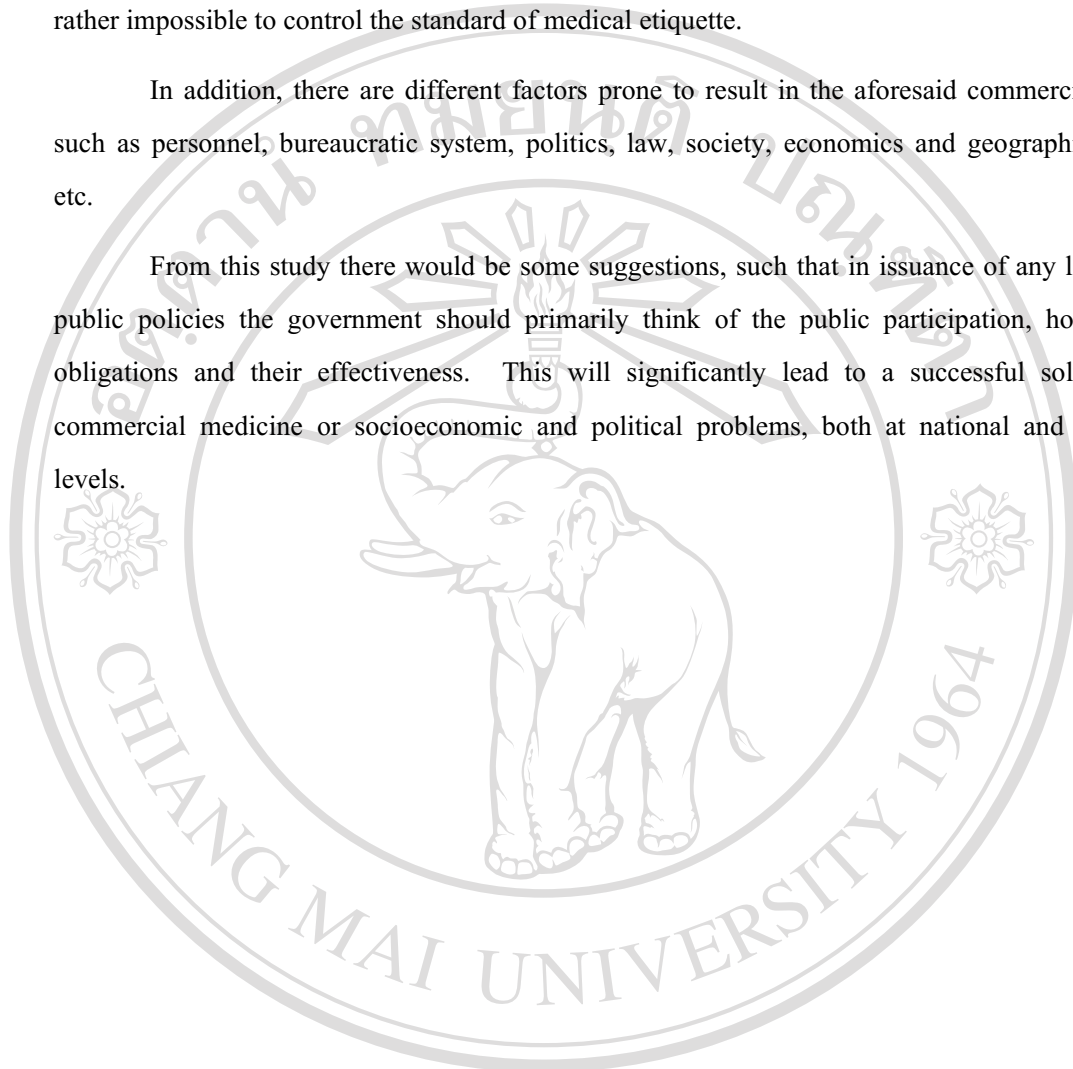 rather impossible to control the standard of medical etiquette.
In addition, there are different factors prone to result in the aforesaid
such as personnel, bureaucratic system, politics, law, society, economics and
etc.
From this study there would be some suggestions, such that in issuance of any
public policies the government should primarily think of the public participation,
obligations and their effectiveness. This will significantly lead to a successful
commercial medicine or socioeconomic and political problems, both at national and
levels.
CHIANG MAI UNIVERSITY 1964